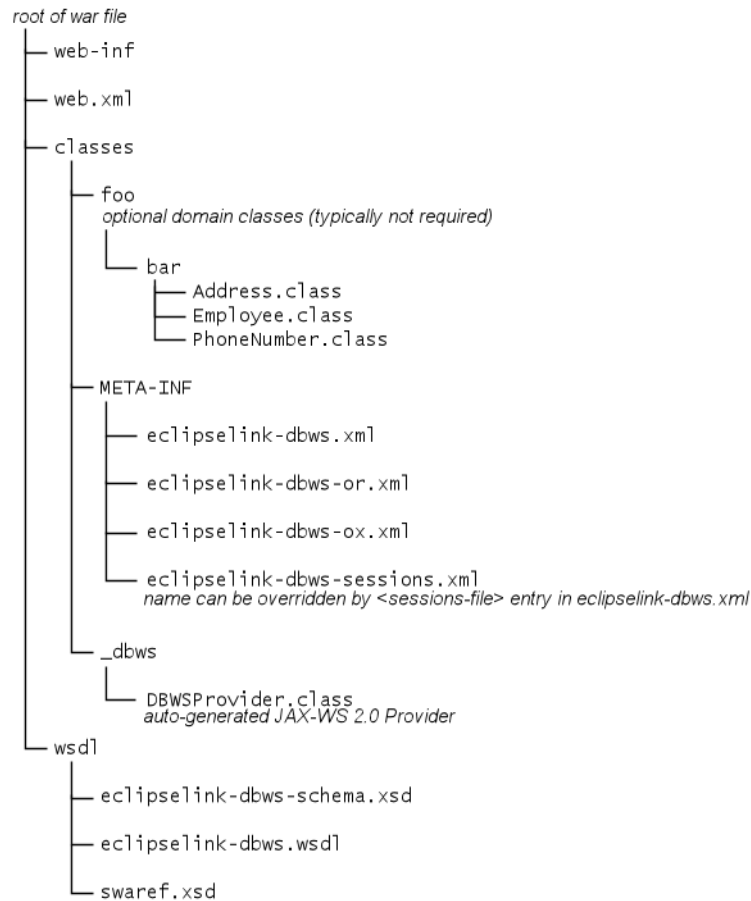 root of war file
web-inf
web.xml
classes
foo
optional domain classes (typically not required)
bar
Address.class
Employee.class
PhoneNumber.class
META-INF
eclipselink-dbws.xml
eclipselink-dbws-or.xml
eclipselink-dbws-ox.xml
eclipselink-dbws-sessions.xml
name can be overridden by <sessions-file> entry in eclipselink-dbws.xml
_dbws
DBWSProvider.class
auto-generated JAX-WS 2.0 Provider
wsdl
eclipselink-dbws-schema.xsd
eclipselink-dbws.wsdl
swaref.xsd